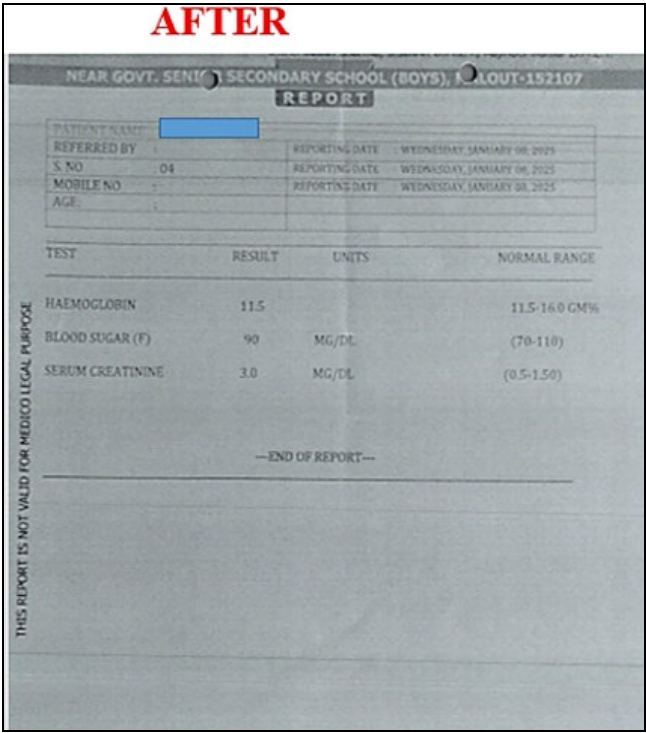 AFTER
NEAR GOVT. SENIOR SECONDARY SCHOOL (BOYS), MALOUT-152107
REPORT
PATIENT NAME
REFERRED BY : REPORTING DATE WEDNESDAY, JANUARY 08, 2025
S. NO : 04 REPORTING DATE WEDNESDAY, JANUARY 08, 2025
MOBILE NO : REPORTING DATE WEDNESDAY, JANUARY 08, 2025
AGE :
TEST RESULT UNITS NORMAL RANGE
HAEMOGLOBIN 11.5 11.5-16.0 GM%
BLOOD SUGAR (F) 90 MG/DL (70-110)
SERUM CREATININE 3.0 MG/DL (0.5-1.50)
---END OF REPORT---
THIS REPORT IS NOT VALID FOR MEDICO LEGAL PURPOSE